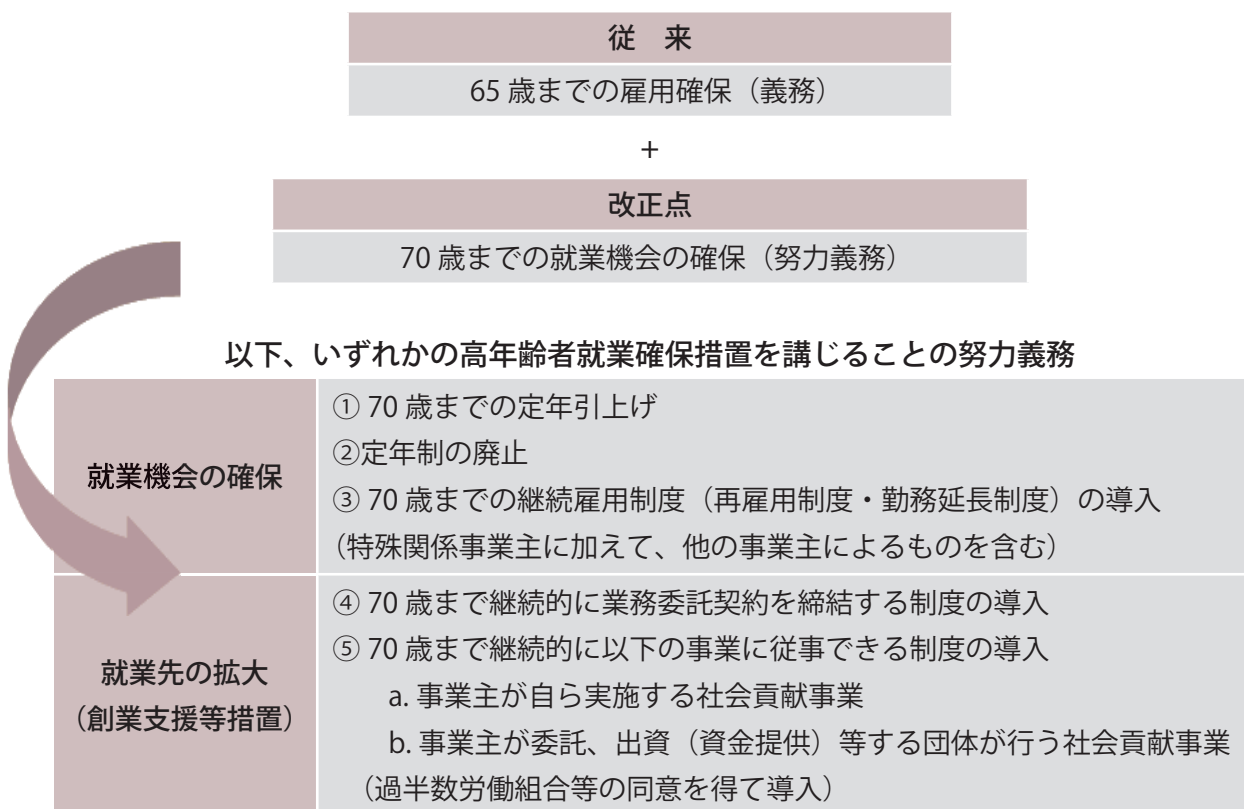 従　来
65 歳までの雇用確保（義務）
+
改正点
70 歳までの就業機会の確保（努力義務）
以下、いずれかの高年齢者就業確保措置を講じることの努力義務
就業機会の確保
① 70 歳までの定年引上げ
②定年制の廃止
③ 70 歳までの継続雇用制度（再雇用制度・勤務延長制度）の導入
（特殊関係事業主に加えて、他の事業主によるものを含む）
就業先の拡大
（創業支援等措置）
④ 70 歳まで継続的に業務委託契約を締結する制度の導入
⑤ 70 歳まで継続的に以下の事業に従事できる制度の導入
a. 事業主が自ら実施する社会貢献事業
b. 事業主が委託、出資（資金提供）等する団体が行う社会貢献事業
（過半数労働組合等の同意を得て導入）